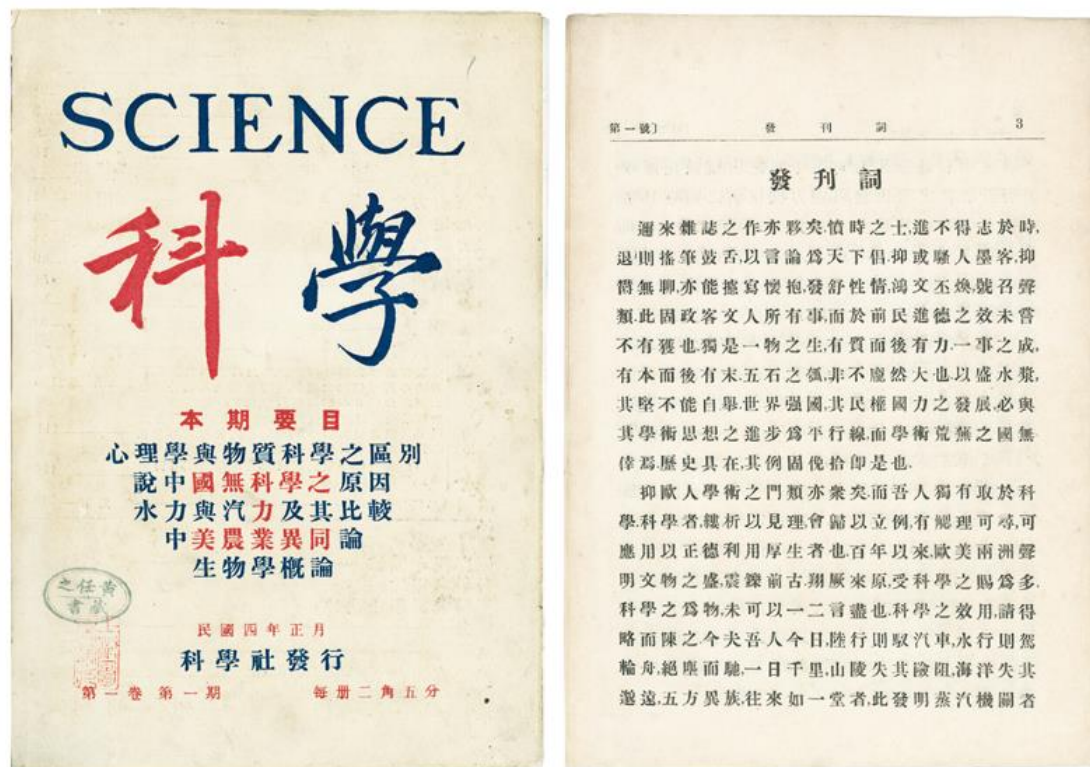 SCIENCE
科學
本期要目
心理學與物質科學之區別
說中國無科學之原因
水力與汽力及其比較
中美農業異同論
生物學概論
黃任之藏書
民國四年正月
科學社發行
第一卷第一期 每册二角五分
第一號〕 發刊詞 3
發刊詞
邇來雜誌之作亦夥矣.憤時之士,進不得志於時,
退則搖筆鼓舌,以言論爲天下倡.抑或騷人墨客,抑
鬱無聊,亦能摅寫懷抱,發舒性情,鴻文丕煥,號召聲
類.此固政客文人所有事,而於前民進德之效未嘗
不有獲也.獨是一物之生,有質而後有力.一事之成,
有本而後有末.五石之瓠,非不龐然大也.以盛水漿,
其堅不能自舉.世界强國,其民權國力之發展,必與
其學術思想之進步爲平行線,而學術荒蕪之國無
倖焉.歷史具在,其例固俛拾卽是也.
抑歐人學術之門類亦衆矣.而吾人獨有取於科
學.科學者,縷析以見理,會歸以立例,有䚡理可尋,可
應用以正德利用厚生者也.百年以來,歐美兩洲聲
明文物之盛,震鑠前古.翔厥來原,受科學之賜爲多.
科學之爲物,未可以一二言盡也.科學之效用,請得
略而陳之.今夫吾人今日,陸行則馭汽車,水行則駕
輪舟,絕塵而馳,一日千里,山陵失其險阻,海洋失其
邈遠,五方異族,往來如一堂者,此發明蒸汽機關者